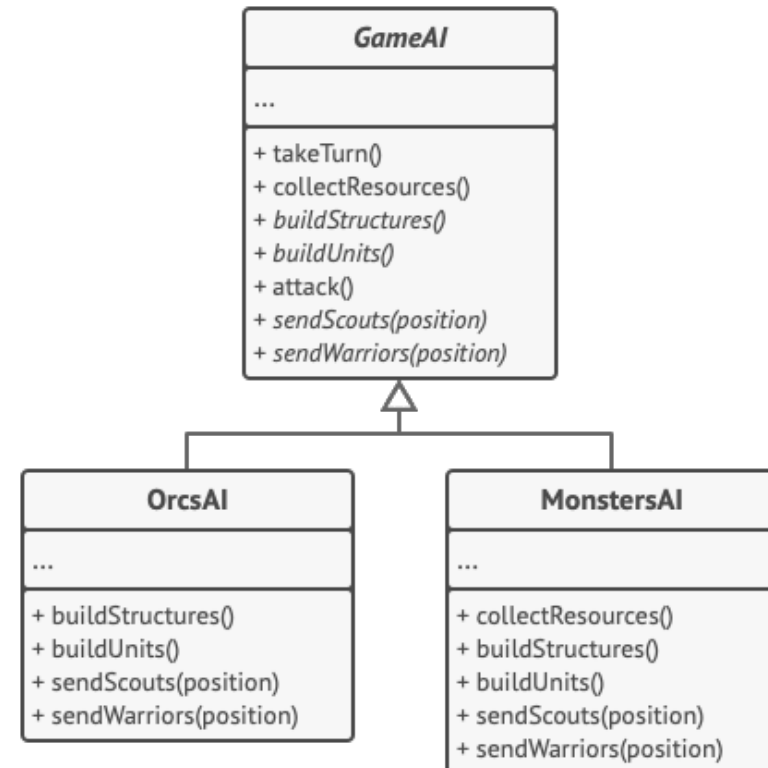 GameAI
...
+ takeTurn()
+ collectResources()
+ buildStructures()
+ buildUnits()
+ attack()
+ sendScouts(position)
+ sendWarriors(position)
OrcsAI
...
+ buildStructures()
+ buildUnits()
+ sendScouts(position)
+ sendWarriors(position)
MonstersAI
...
+ collectResources()
+ buildStructures()
+ buildUnits()
+ sendScouts(position)
+ sendWarriors(position)